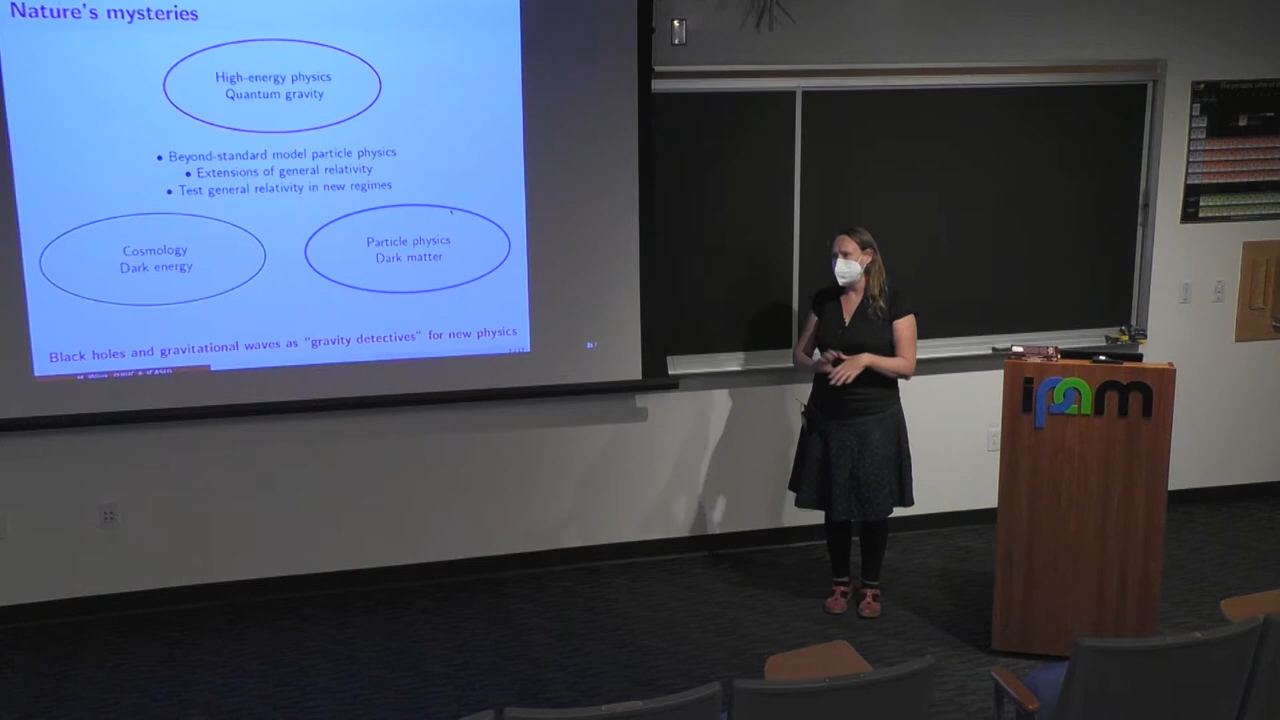 Nature's mysteries
High-energy physics
Quantum gravity
• Beyond-standard model particle physics
• Extensions of general relativity
• Test general relativity in new regimes
Cosmology
Dark energy
Particle physics
Dark matter
Black holes and gravitational waves as "gravity detectives" for new physics
ipam